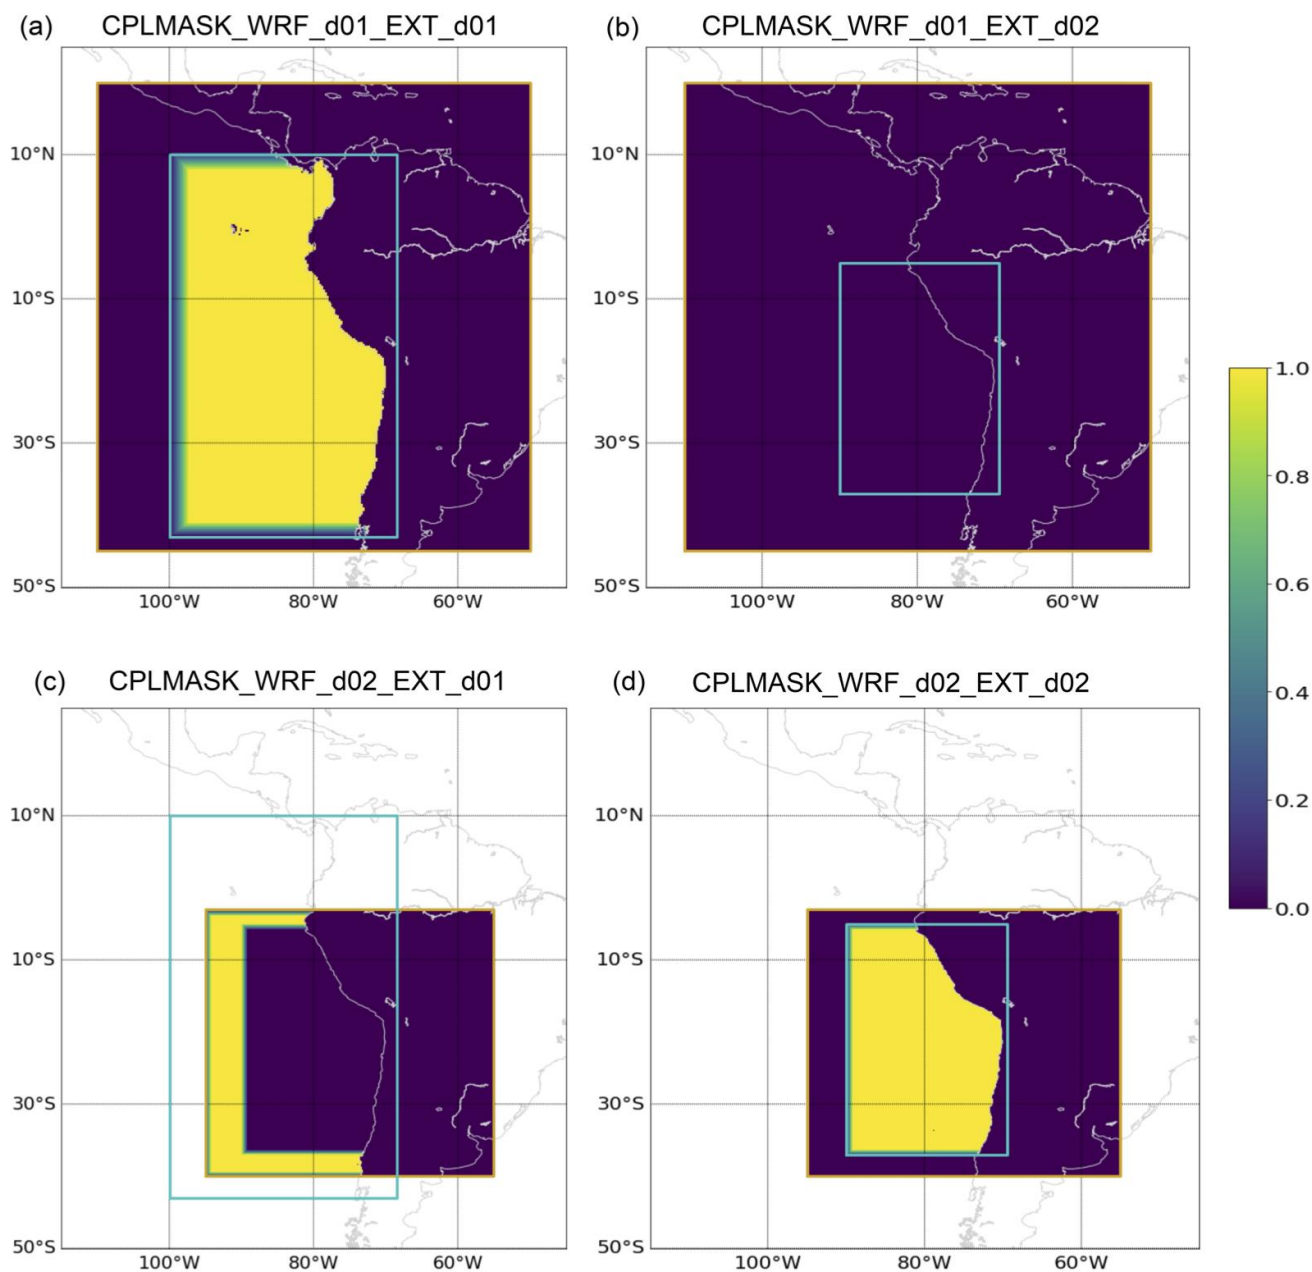 (a) CPLMASK_WRF_d01_EXT_d01
(b) CPLMASK_WRF_d01_EXT_d02
10°N
10°S
30°S
50°S
100°W 80°W 60°W
10°N
10°S
30°S
50°S
100°W 80°W 60°W
(c) CPLMASK_WRF_d02_EXT_d01
(d) CPLMASK_WRF_d02_EXT_d02
10°N
10°S
30°S
50°S
100°W 80°W 60°W
10°N
10°S
30°S
50°S
100°W 80°W 60°W
1.0
0.8
0.6
0.4
0.2
0.0